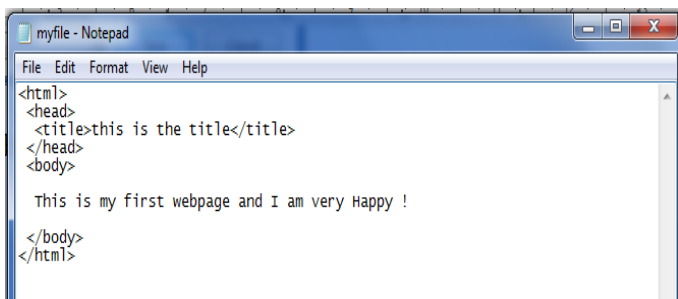 myfile - Notepad
File Edit Format View Help
<html>
<head>
<title>this is the title</title>
</head>
<body>
This is my first webpage and I am very Happy !
</body>
</html>